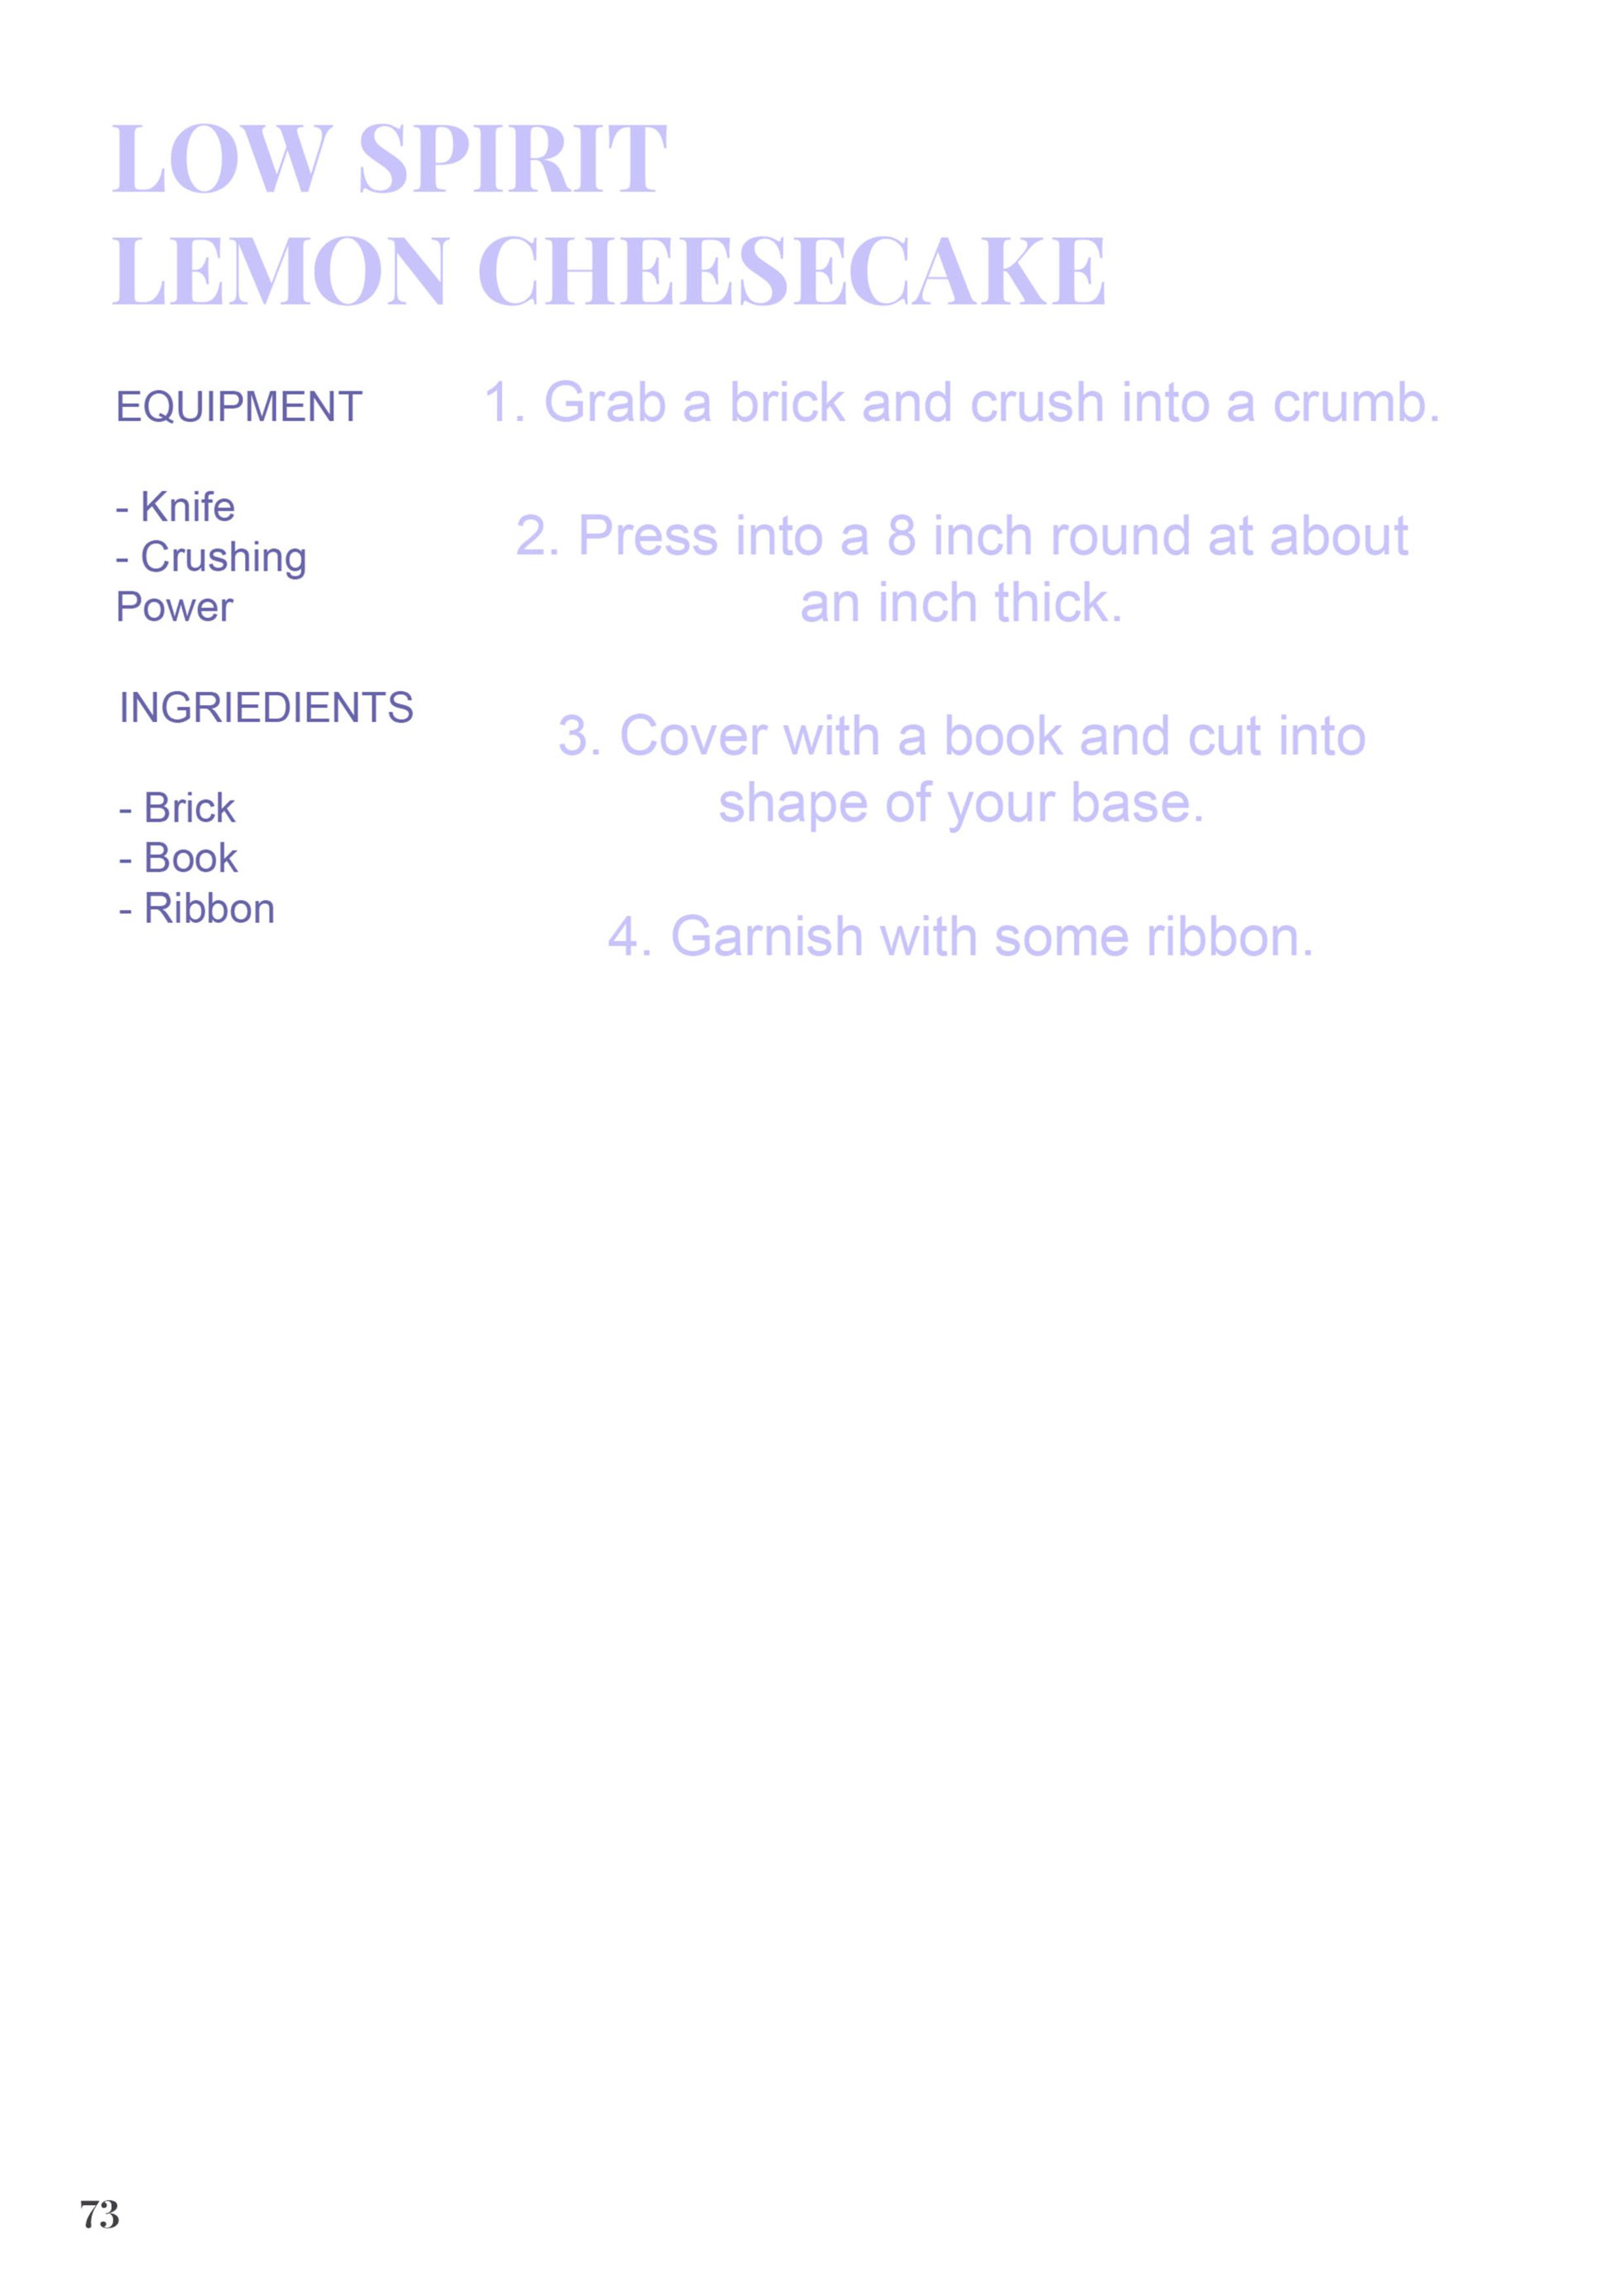 LOW SPIRIT
LEMON CHEESECAKE
EQUIPMENT
- Knife
- Crushing
Power
INGRIEDIENTS
- Brick
- Book
- Ribbon
1. Grab a brick and crush into a crumb.
2. Press into a 8 inch round at about
an inch thick.
3. Cover with a book and cut into
shape of your base.
4. Garnish with some ribbon.
73